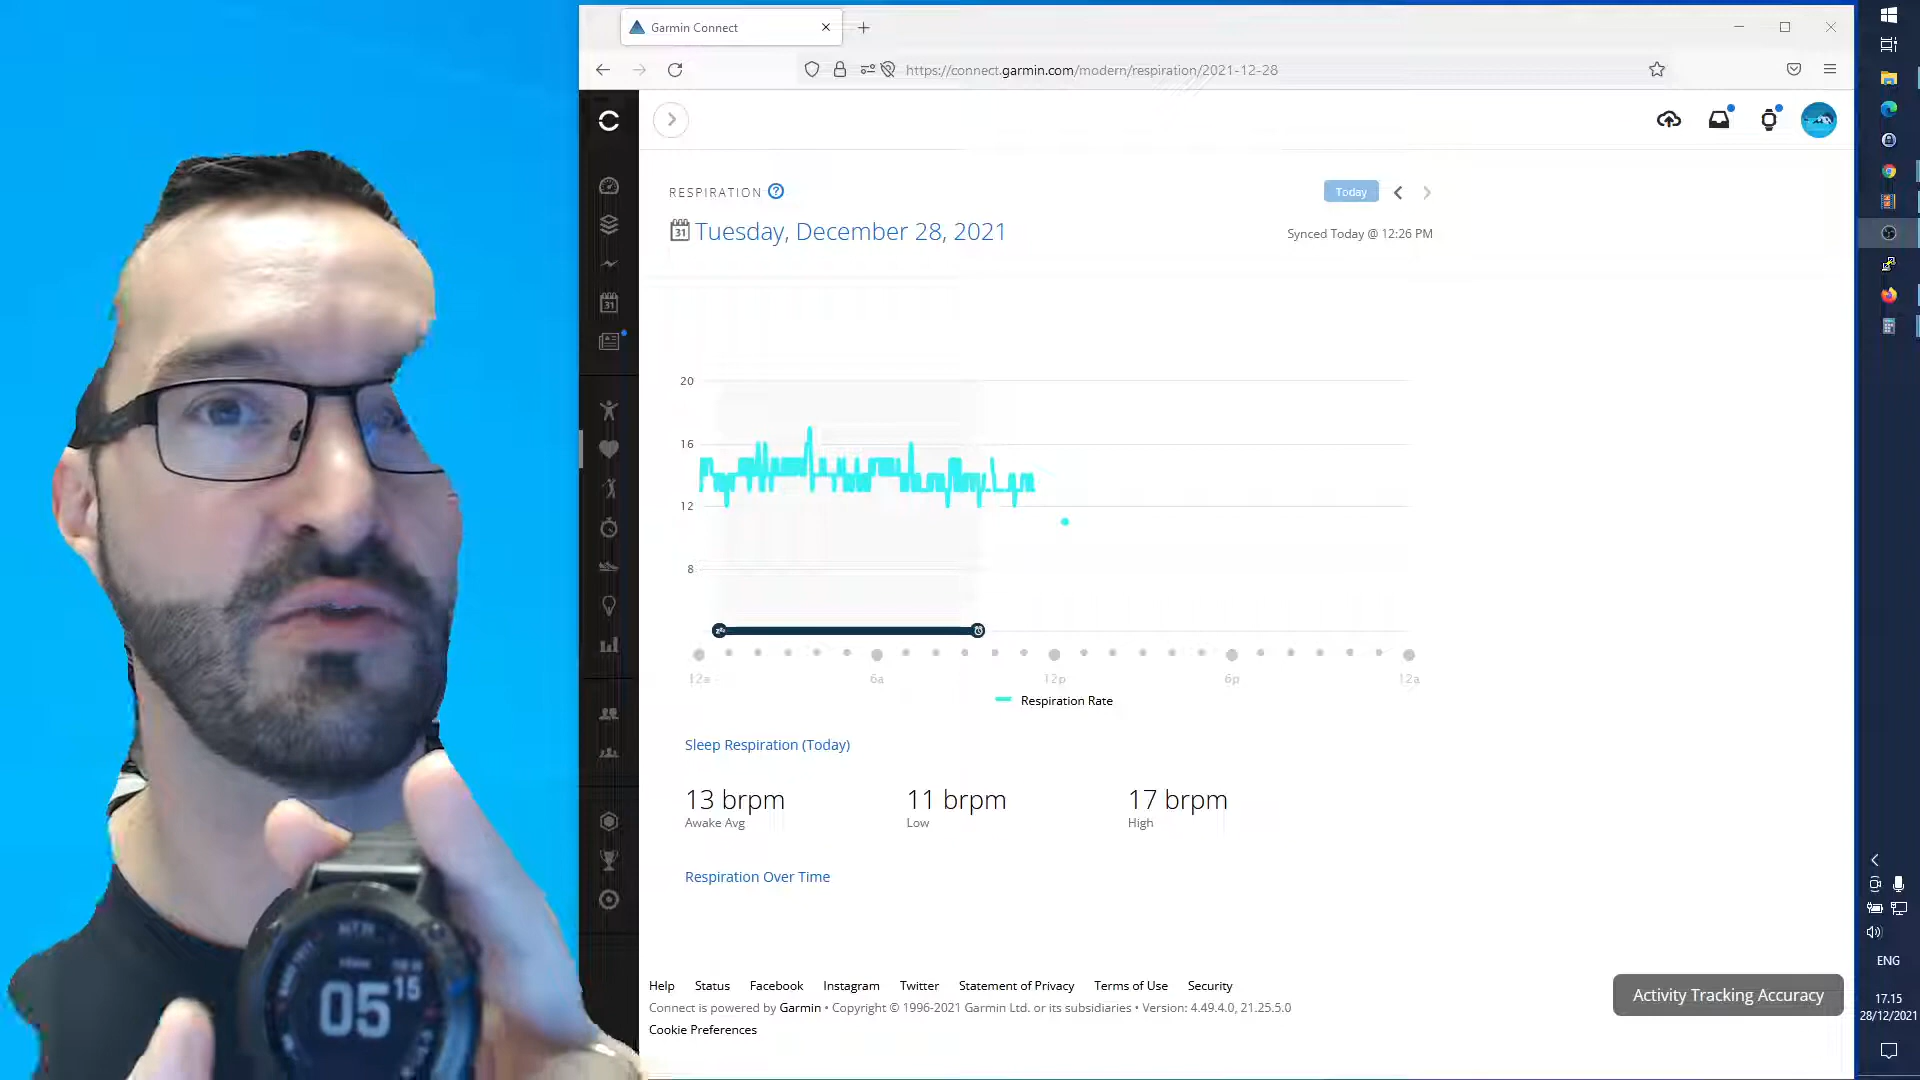 Garmin Connect
https://connect.garmin.com/modern/respiration/2021-12-28
RESPIRATION ?
Today
31 Tuesday, December 28, 2021
Synced Today @ 12:26 PM
31
20
16
12
8
12a 6a 12p 6p 12a
Respiration Rate
Sleep Respiration (Today)
13 brpm 11 brpm 17 brpm
Awake Avg Low High
Respiration Over Time
Help Status Facebook Instagram Twitter Statement of Privacy Terms of Use Security
Connect is powered by Garmin • Copyright © 1996-2021 Garmin Ltd. or its subsidiaries • Version: 4.49.4.0, 21.25.5.0
Cookie Preferences
Activity Tracking Accuracy
ENG
17.15
28/12/2021
05 15